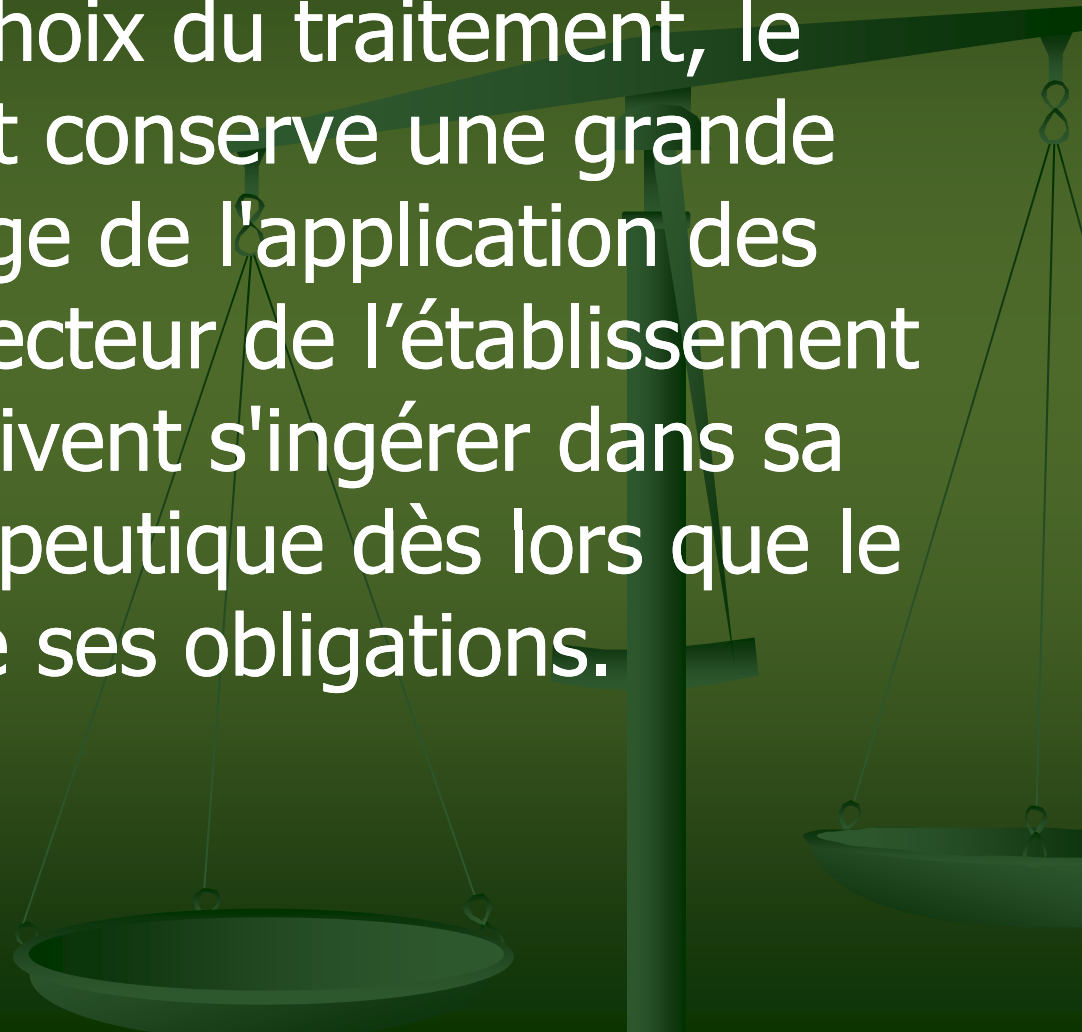 hoix du traitement, le
t conserve une grande
ge de l'application des
ecteur de l’établissement
ivent s'ingérer dans sa
peutique dès lors que le
e ses obligations.